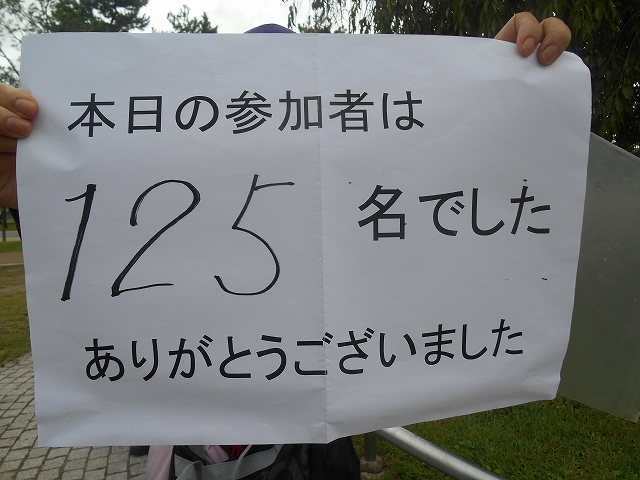 本日の参加者は
125 名でした
ありがとうございました